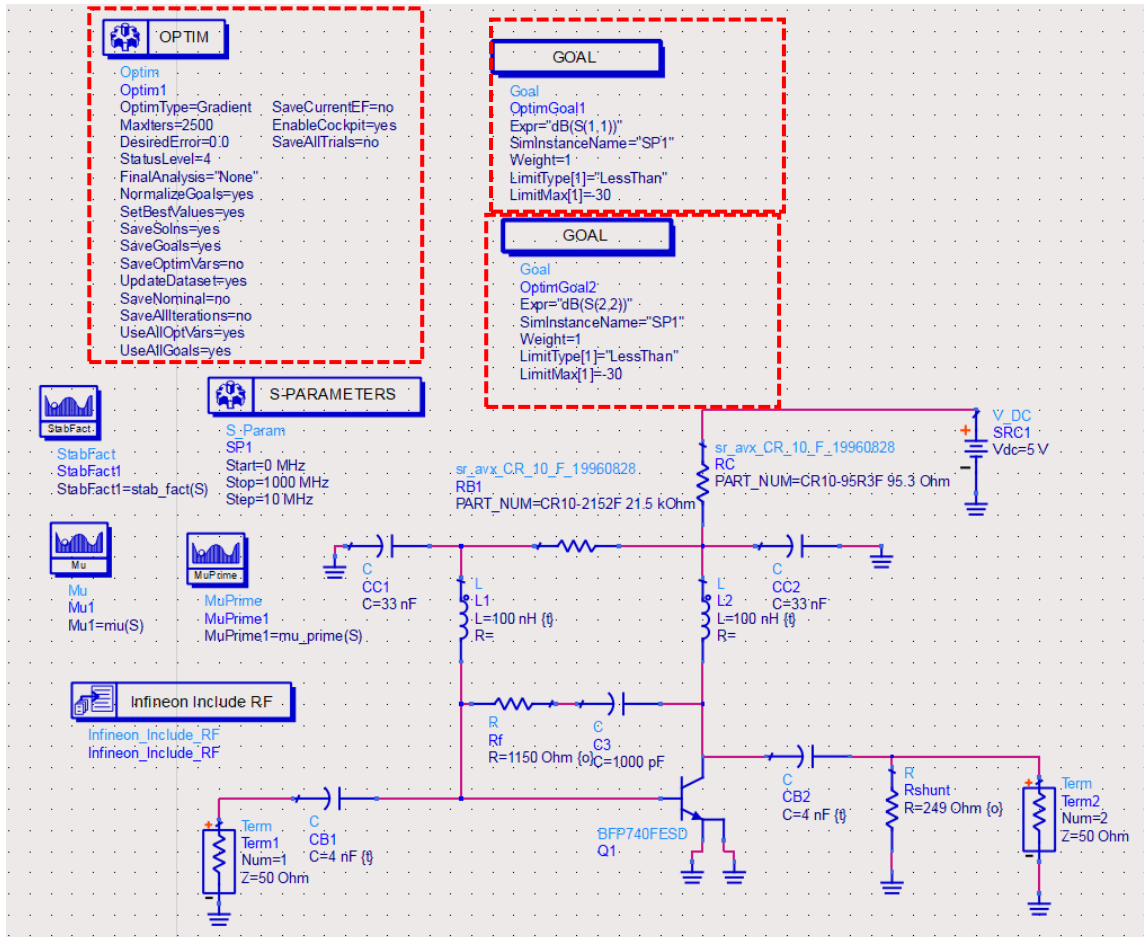 OPTIM
Optim
Optim1
OptimType=Gradient SaveCurrentEF=no
MaxIters=2500 EnableCockpit=yes
DesiredError=0.0 SaveAllTrials=no
StatusLevel=4
FinalAnalysis="None"
NormalizeGoals=yes
SetBestValues=yes
SaveSolns=yes
SaveGoals=yes
SaveOptimVars=no
UpdateDataset=yes
SaveNominal=no
SaveAllIterations=no
UseAllOptVars=yes
UseAllGoals=yes
GOAL
Goal
OptimGoal1
Expr="dB(S(1,1))"
SimInstanceName="SP1"
Weight=1
LimitType[1]="LessThan"
LimitMax[1]=-30
GOAL
Goal
OptimGoal2
Expr="dB(S(2,2))"
SimInstanceName="SP1"
Weight=1
LimitType[1]="LessThan"
LimitMax[1]=-30
StabFact
StabFact
StabFact1
StabFact1=stab_fact(S)
S-PARAMETERS
S_Param
SP1
Start=0 MHz
Stop=1000 MHz
Step=10 MHz
sr_avx_CR_10_F_19960828
RB1
PART_NUM=CR10-2152F 21.5 kOhm
sr_avx_CR_10_F_19960828
RC
PART_NUM=CR10-95R3F 95.3 Ohm
V_DC
SRC1
Vdc=5 V
Mu
Mu
Mu1
Mu1=mu(S)
MuPrime
MuPrime
MuPrime1
MuPrime1=mu_prime(S)
C
CC1
C=33 nF
L
L1
L=100 nH {t}
R=
L
L2
L=100 nH {t}
R=
C
CC2
C=33 nF
Infineon Include RF
Infineon_Include_RF
Infineon_Include_RF
R
Rf
R=1150 Ohm {o}
C
C3
C=1000 pF
Term
Term1
Num=1
Z=50 Ohm
C
CB1
C=4 nF {t}
BFP740FESD
Q1
C
CB2
C=4 nF {t}
R
Rshunt
R=249 Ohm {o}
Term
Term2
Num=2
Z=50 Ohm